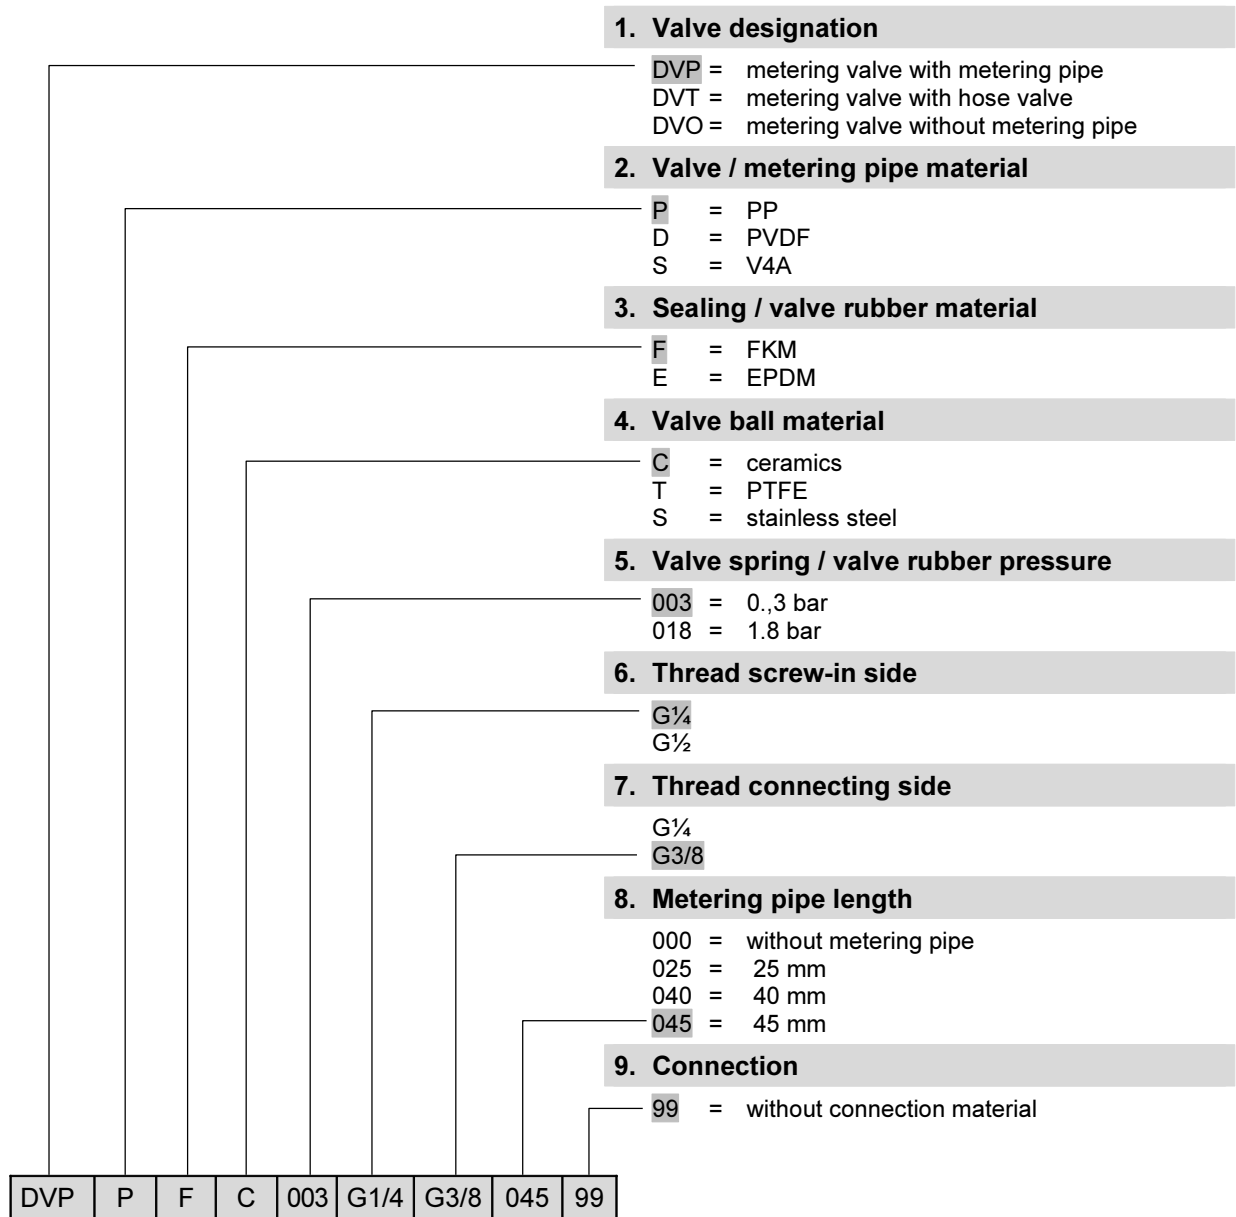 1. Valve designation
DVP = metering valve with metering pipe
DVT = metering valve with hose valve
DVO = metering valve without metering pipe
2. Valve / metering pipe material
P = PP
D = PVDF
S = V4A
3. Sealing / valve rubber material
F = FKM
E = EPDM
4. Valve ball material
C = ceramics
T = PTFE
S = stainless steel
5. Valve spring / valve rubber pressure
003 = 0.,3 bar
018 = 1.8 bar
6. Thread screw-in side
G¼
G½
7. Thread connecting side
G¼
G3/8
8. Metering pipe length
000 = without metering pipe
025 = 25 mm
040 = 40 mm
045 = 45 mm
9. Connection
99 = without connection material
DVP P F C 003 G1/4 G3/8 045 99